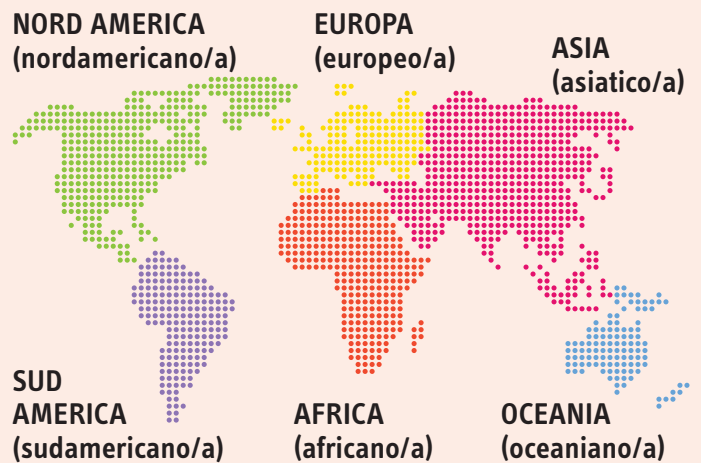 NORD AMERICA
(nordamericano/a)
EUROPA
(europeo/a)
ASIA
(asiatico/a)
SUD
AMERICA
(sudamericano/a)
AFRICA
(africano/a)
OCEANIA
(oceaniano/a)